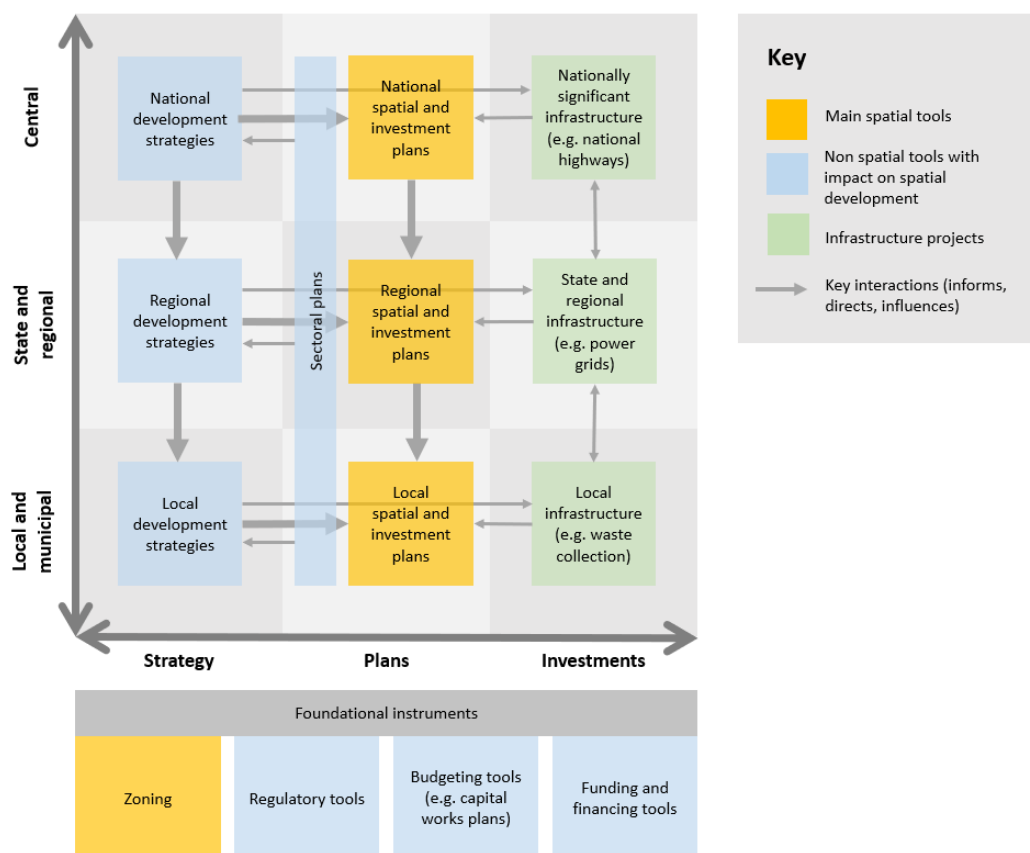 Central
National
development
strategies
National
spatial and
investment
plans
Nationally
significant
infrastructure
(e.g. national
highways)
State and
regional
Regional
development
strategies
Sectoral plans
Regional
spatial and
investment
plans
State and
regional
infrastructure
(e.g. power
grids)
Local and
municipal
Local
development
strategies
Local
spatial and
investment
plans
Local
infrastructure
(e.g. waste
collection)
Strategy
Plans
Investments
Key
Main spatial tools
Non spatial tools with
impact on spatial
development
Infrastructure projects
Key interactions (informs,
directs, influences)
Foundational instruments
Zoning
Regulatory tools
Budgeting tools
(e.g. capital
works plans)
Funding and
financing tools